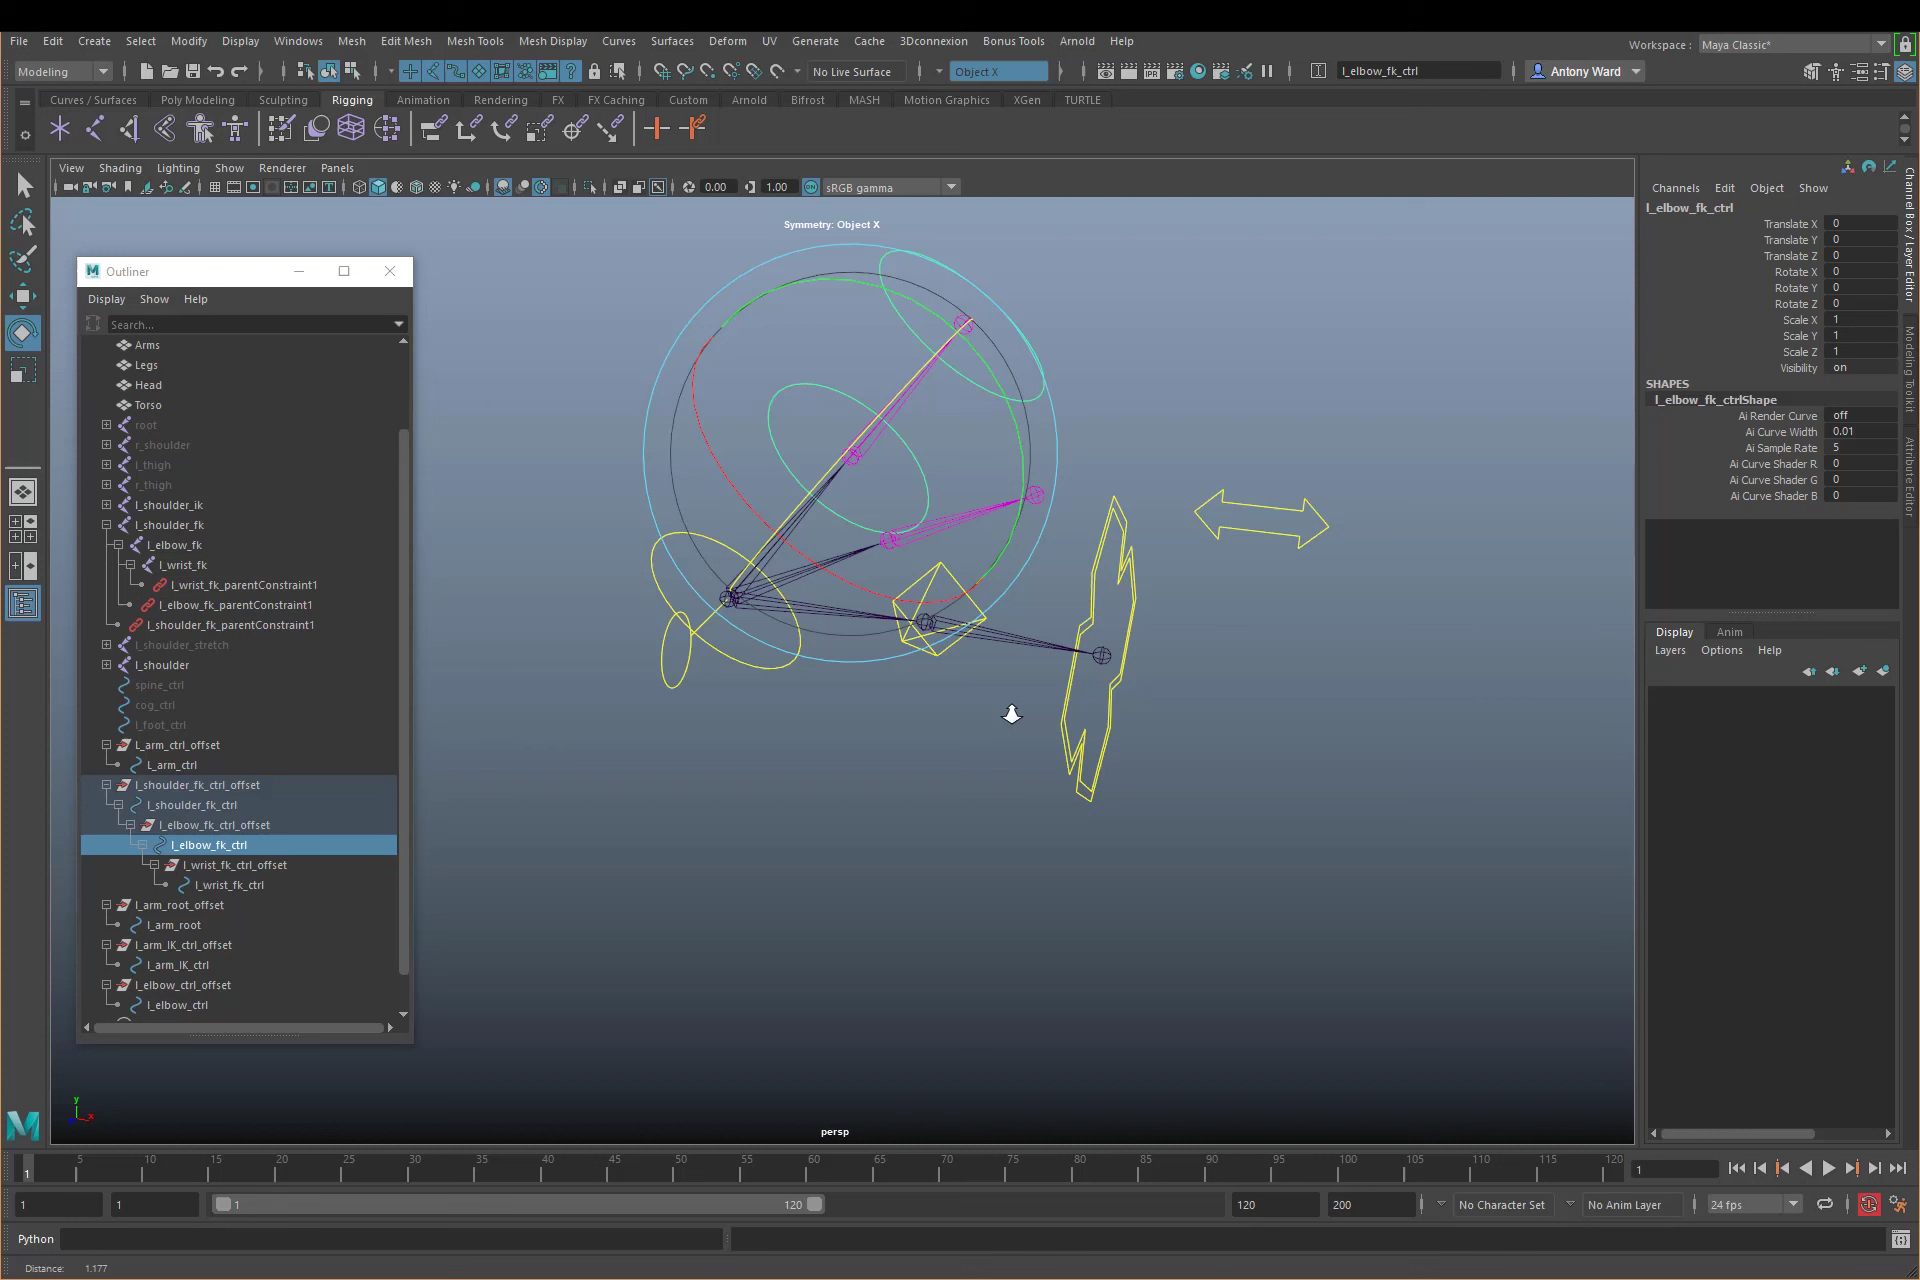 File Edit Create Select Modify Display Windows Mesh Edit Mesh Mesh Tools Mesh Display Curves Surfaces Deform UV Generate Cache 3Dconnexion Bonus Tools Arnold Help
Workspace : Maya Classic*
Modeling
No Live Surface
Object X
l_elbow_fk_ctrl
Antony Ward
Curves / Surfaces Poly Modeling Sculpting Rigging Animation Rendering FX FX Caching Custom Arnold Bifrost MASH Motion Graphics XGen TURTLE
View Shading Lighting Show Renderer Panels
0.00 1.00 ON sRGB gamma
Symmetry: Object X
M Outliner
Display Show Help
Search...
Arms
Legs
Head
Torso
root
r_shoulder
l_thigh
r_thigh
l_shoulder_ik
l_shoulder_fk
l_elbow_fk
l_wrist_fk
l_wrist_fk_parentConstraint1
l_elbow_fk_parentConstraint1
l_shoulder_fk_parentConstraint1
l_shoulder_stretch
l_shoulder
spine_ctrl
cog_ctrl
l_foot_ctrl
L_arm_ctrl_offset
L_arm_ctrl
l_shoulder_fk_ctrl_offset
l_shoulder_fk_ctrl
l_elbow_fk_ctrl_offset
l_elbow_fk_ctrl
l_wrist_fk_ctrl_offset
l_wrist_fk_ctrl
l_arm_root_offset
l_arm_root
l_arm_IK_ctrl_offset
l_arm_IK_ctrl
l_elbow_ctrl_offset
l_elbow_ctrl
y
x
persp
Channels Edit Object Show
l_elbow_fk_ctrl
Translate X 0
Translate Y 0
Translate Z 0
Rotate X 0
Rotate Y 0
Rotate Z 0
Scale X 1
Scale Y 1
Scale Z 1
Visibility on
SHAPES
l_elbow_fk_ctrlShape
Ai Render Curve off
Ai Curve Width 0.01
Ai Sample Rate 5
Ai Curve Shader R 0
Ai Curve Shader G 0
Ai Curve Shader B 0
Display Anim
Layers Options Help
Channel Box / Layer Editor
Modeling Toolkit
Attribute Editor
1 5 10 15 20 25 30 35 40 45 50 55 60 65 70 75 80 85 90 95 100 105 110 115 120
1
1 1 1 120 120 200 No Character Set No Anim Layer 24 fps
Python
Distance: 1.177